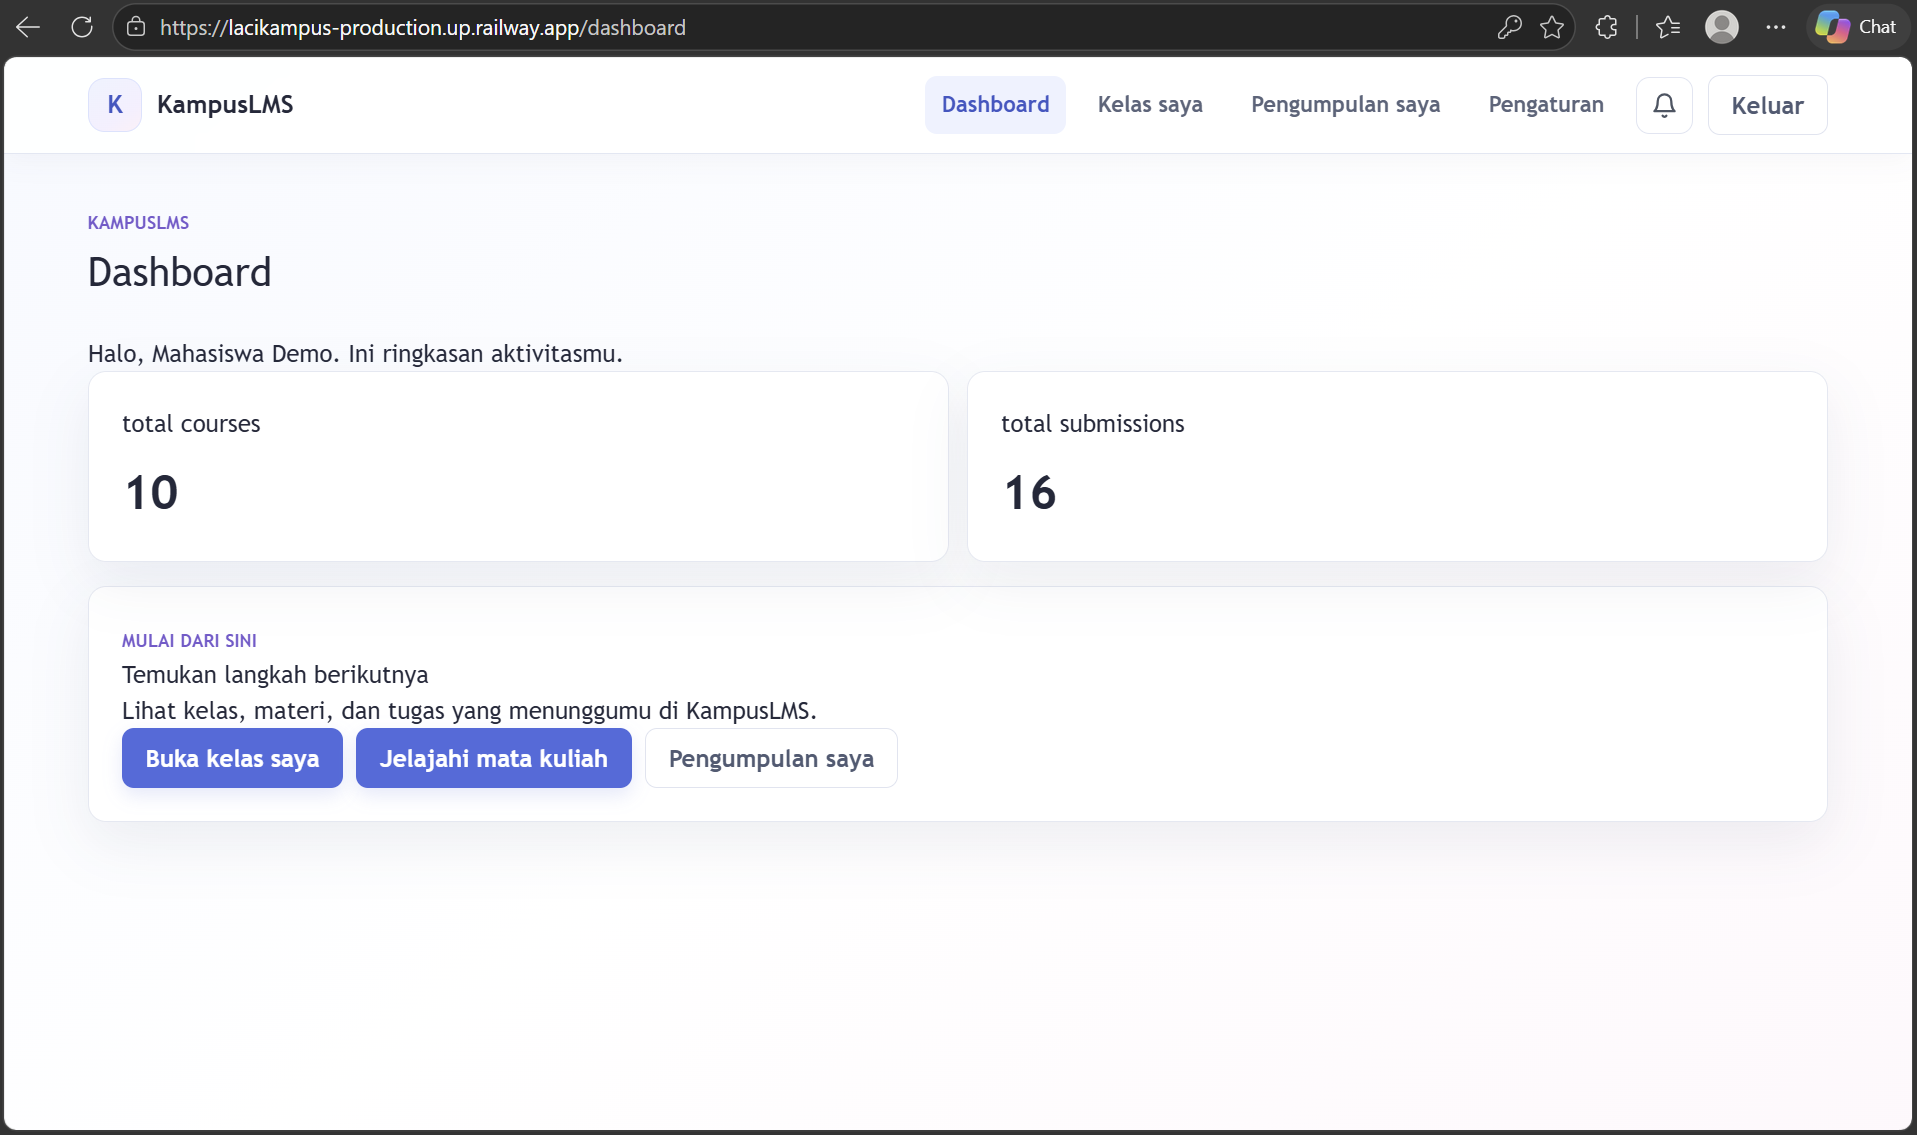 https://lacikampus-production.up.railway.app/dashboard
Chat
K
KampusLMS
Dashboard
Kelas saya
Pengumpulan saya
Pengaturan
Keluar
KAMPUSLMS
Dashboard
Halo, Mahasiswa Demo. Ini ringkasan aktivitasmu.
total courses
10
total submissions
16
MULAI DARI SINI
Temukan langkah berikutnya
Lihat kelas, materi, dan tugas yang menunggumu di KampusLMS.
Buka kelas saya
Jelajahi mata kuliah
Pengumpulan saya